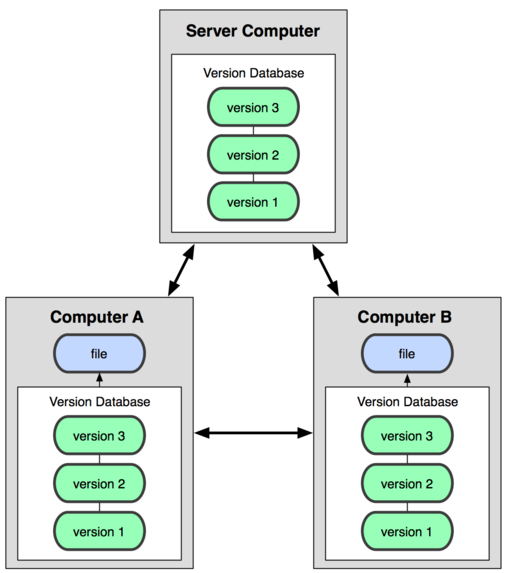 Server Computer
Version Database
version 3
version 2
version 1
Computer A
file
Version Database
version 3
version 2
version 1
Computer B
file
Version Database
version 3
version 2
version 1